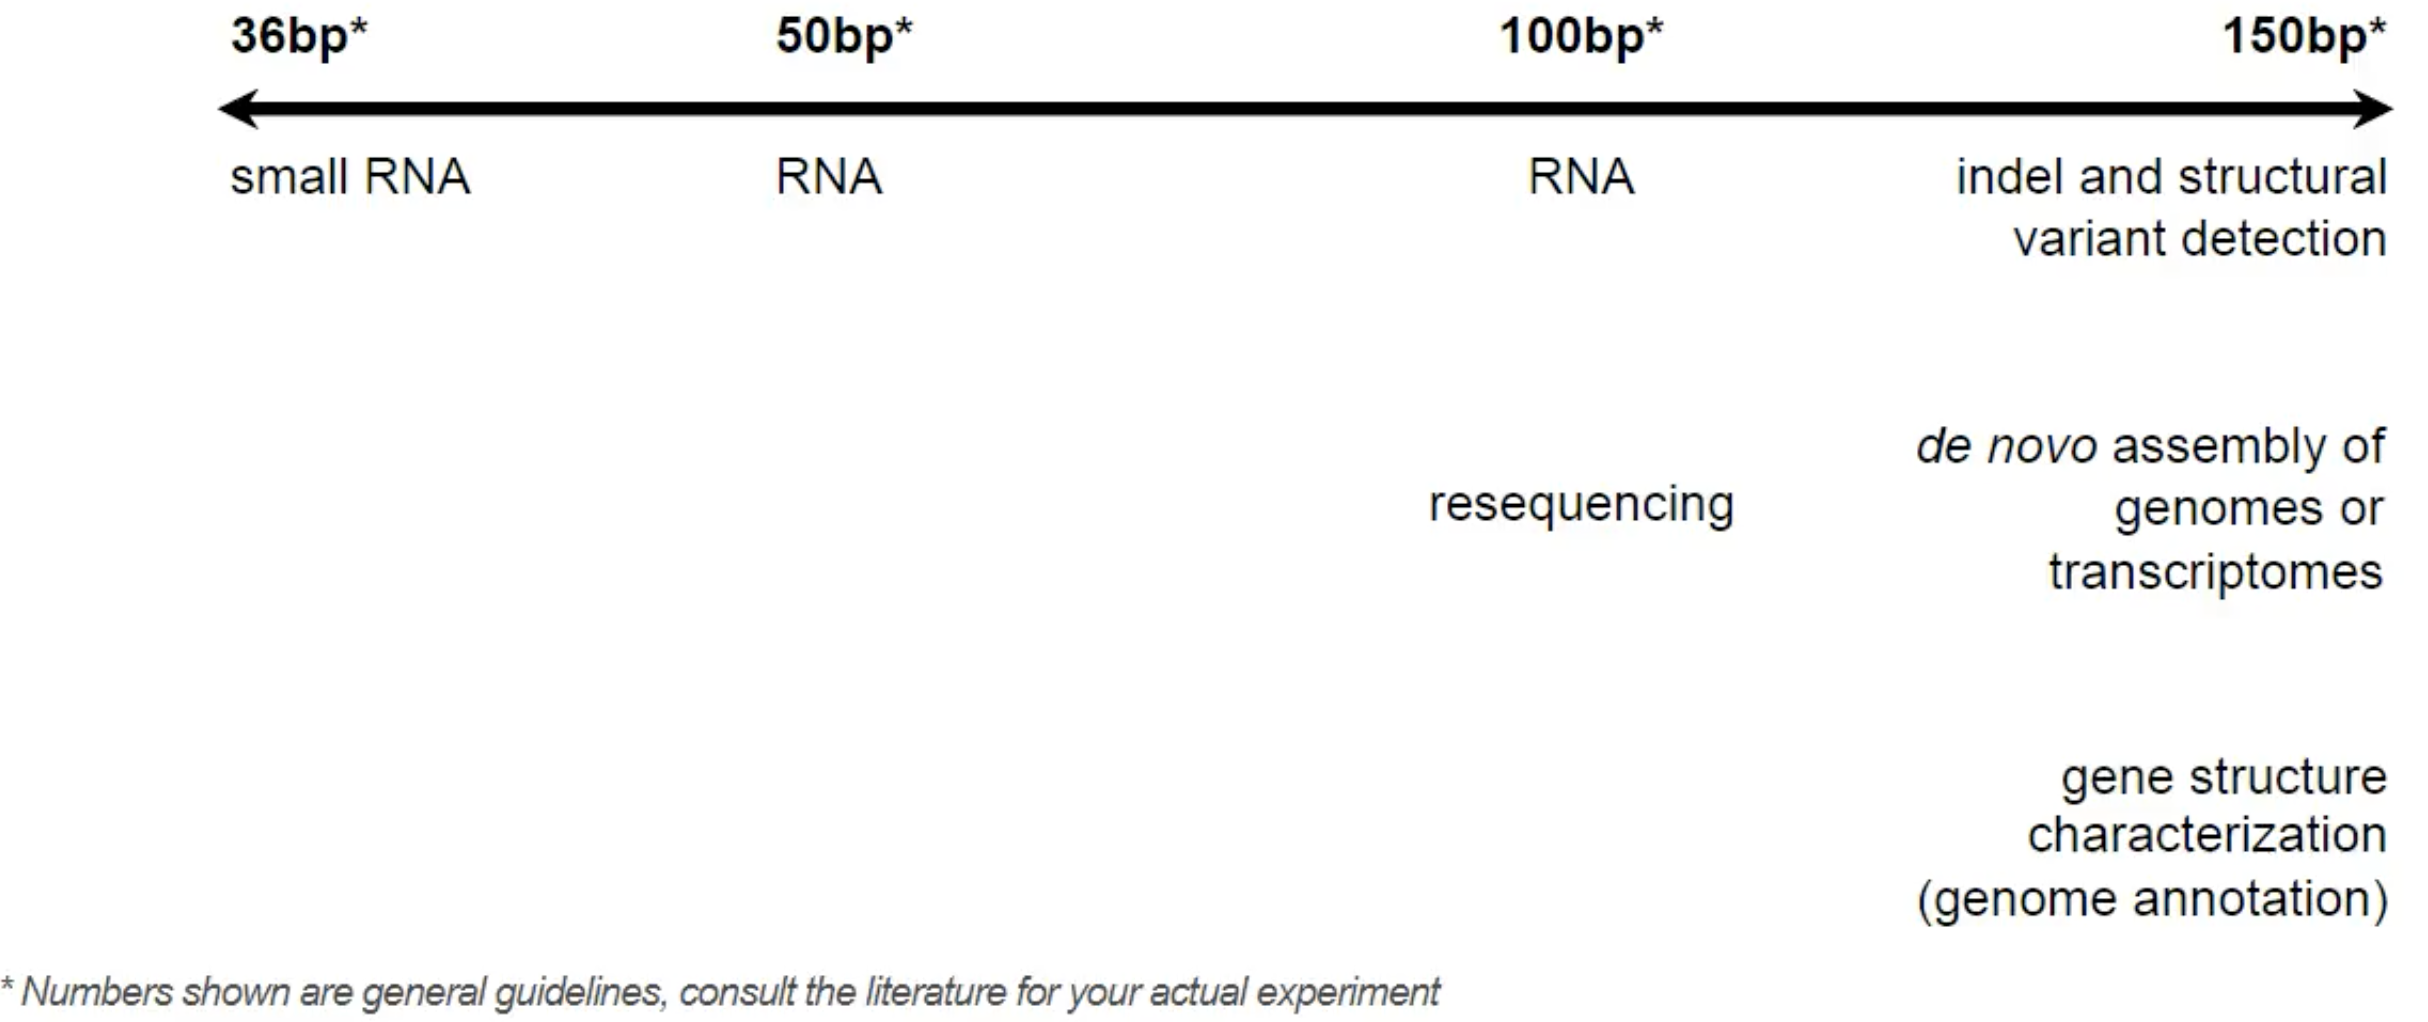 36bp* 50bp* 100bp* 150bp*
small RNA RNA RNA indel and structural
variant detection
de novo assembly of
resequencing genomes or
transcriptomes
gene structure
characterization
(genome annotation)
* Numbers shown are general guidelines, consult the literature for your actual experiment